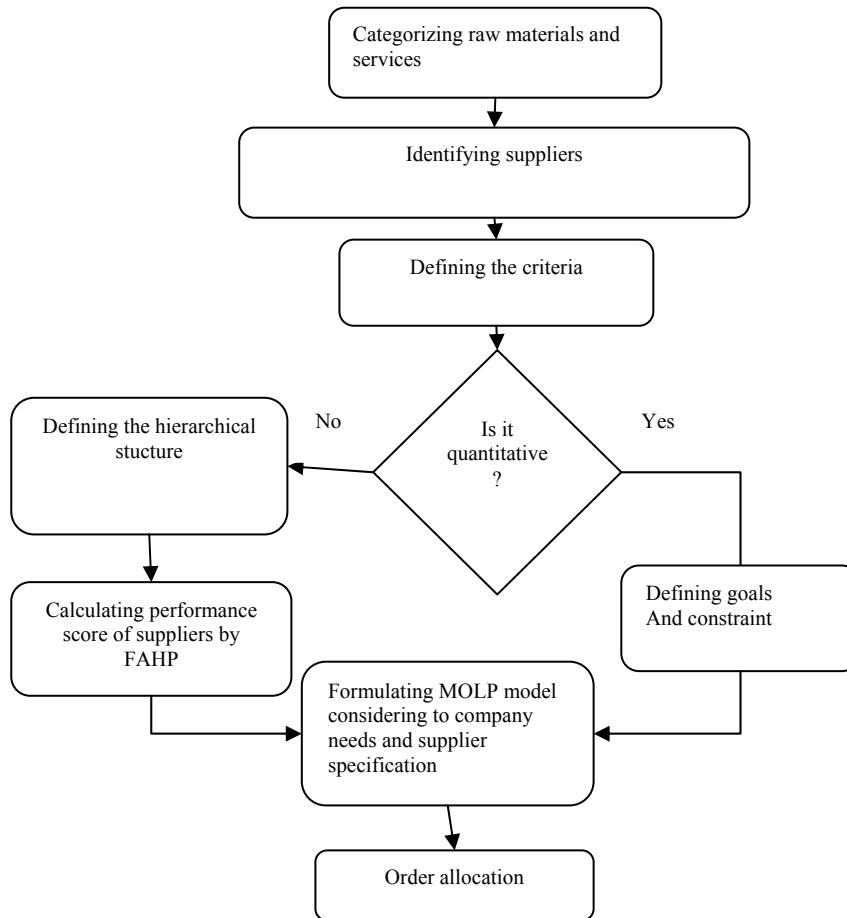 Categorizing raw materials and
services
Identifying suppliers
Defining the criteria
Is it
quantitative
?
No
Yes
Defining the hierarchical
stucture
Calculating performance
score of suppliers by
FAHP
Defining goals
And constraint
Formulating MOLP model
considering to company
needs and supplier
specification
Order allocation